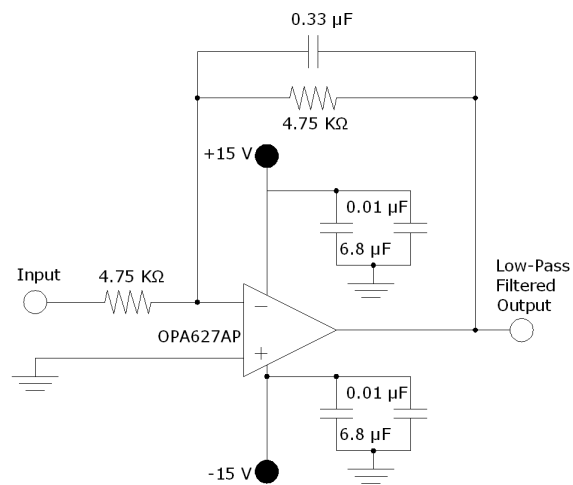 0.33 µF
4.75 KΩ
+15 V
0.01 µF
6.8 µF
Input
4.75 KΩ
Low-Pass
Filtered
Output
−
OPA627AP
+
0.01 µF
6.8 µF
-15 V